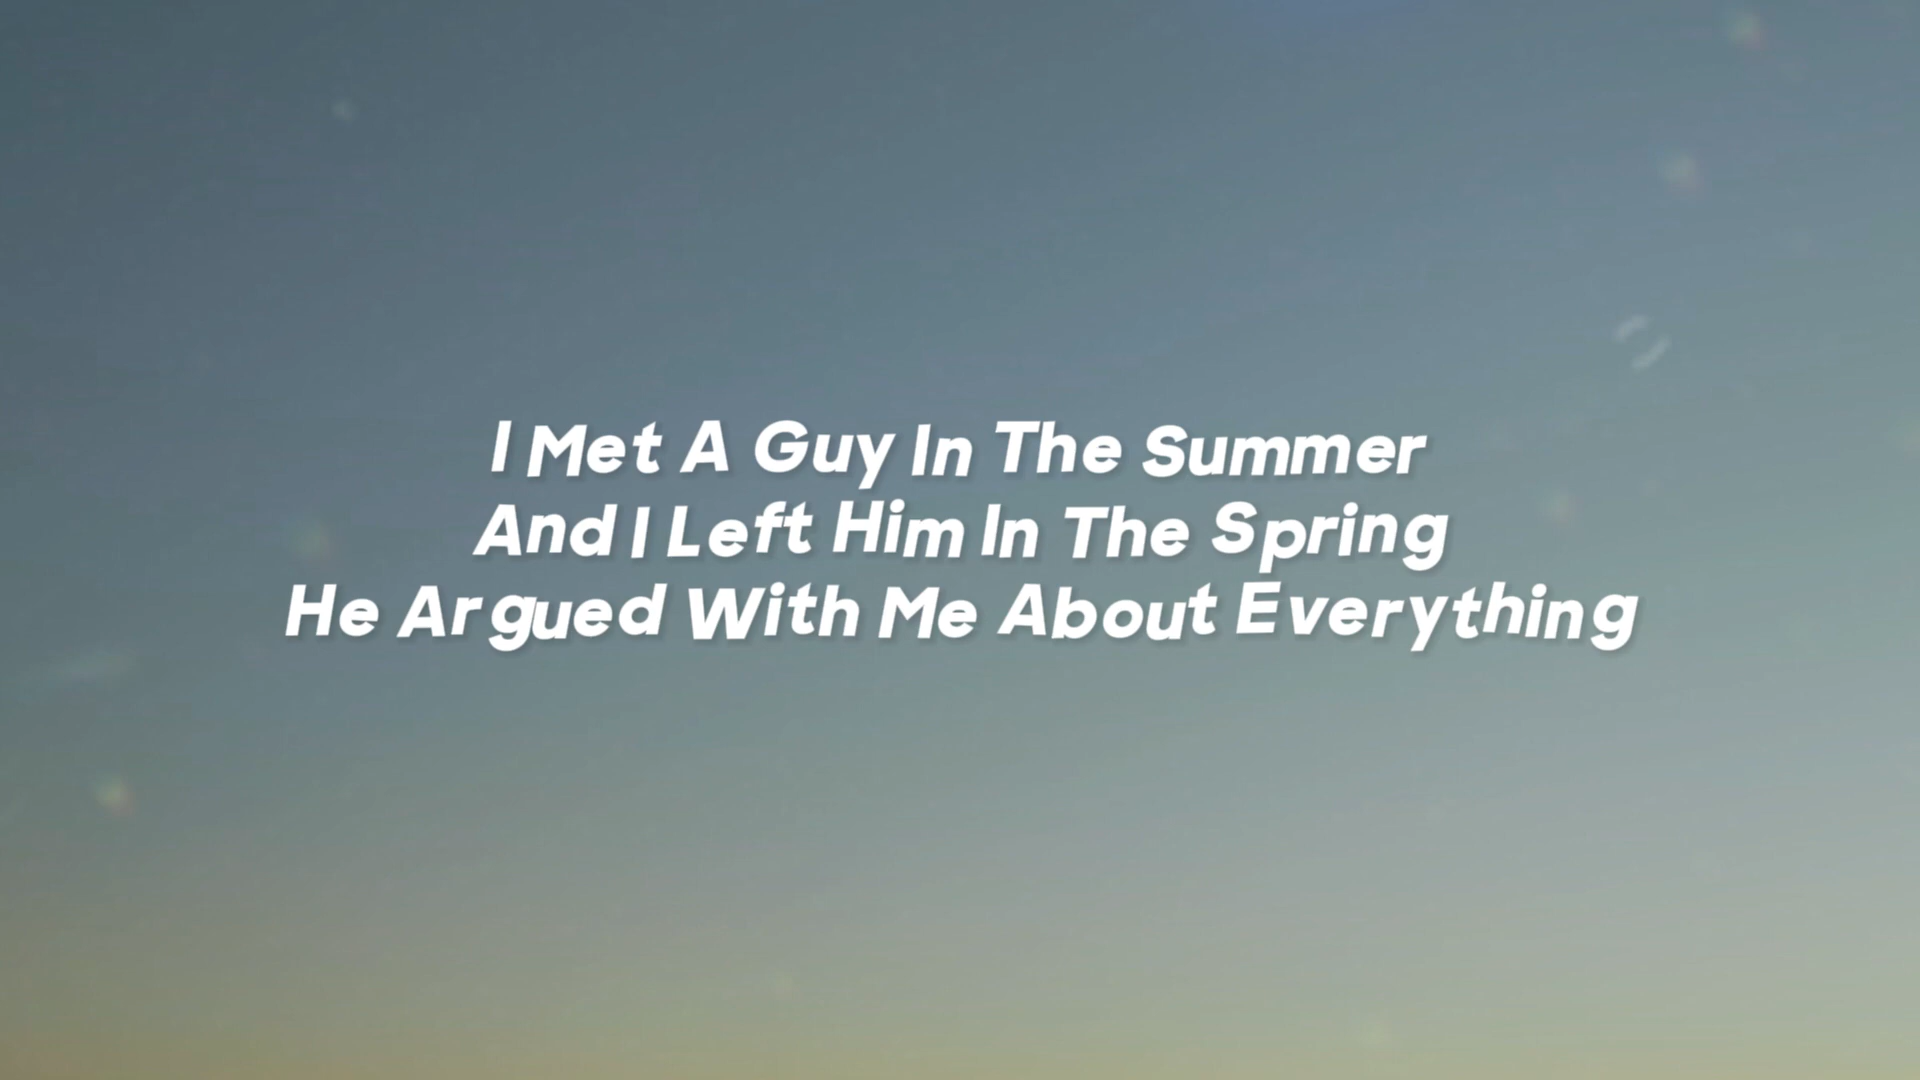 I Met A Guy In The Summer
And I Left Him In The Spring
He Argued With Me About Everything